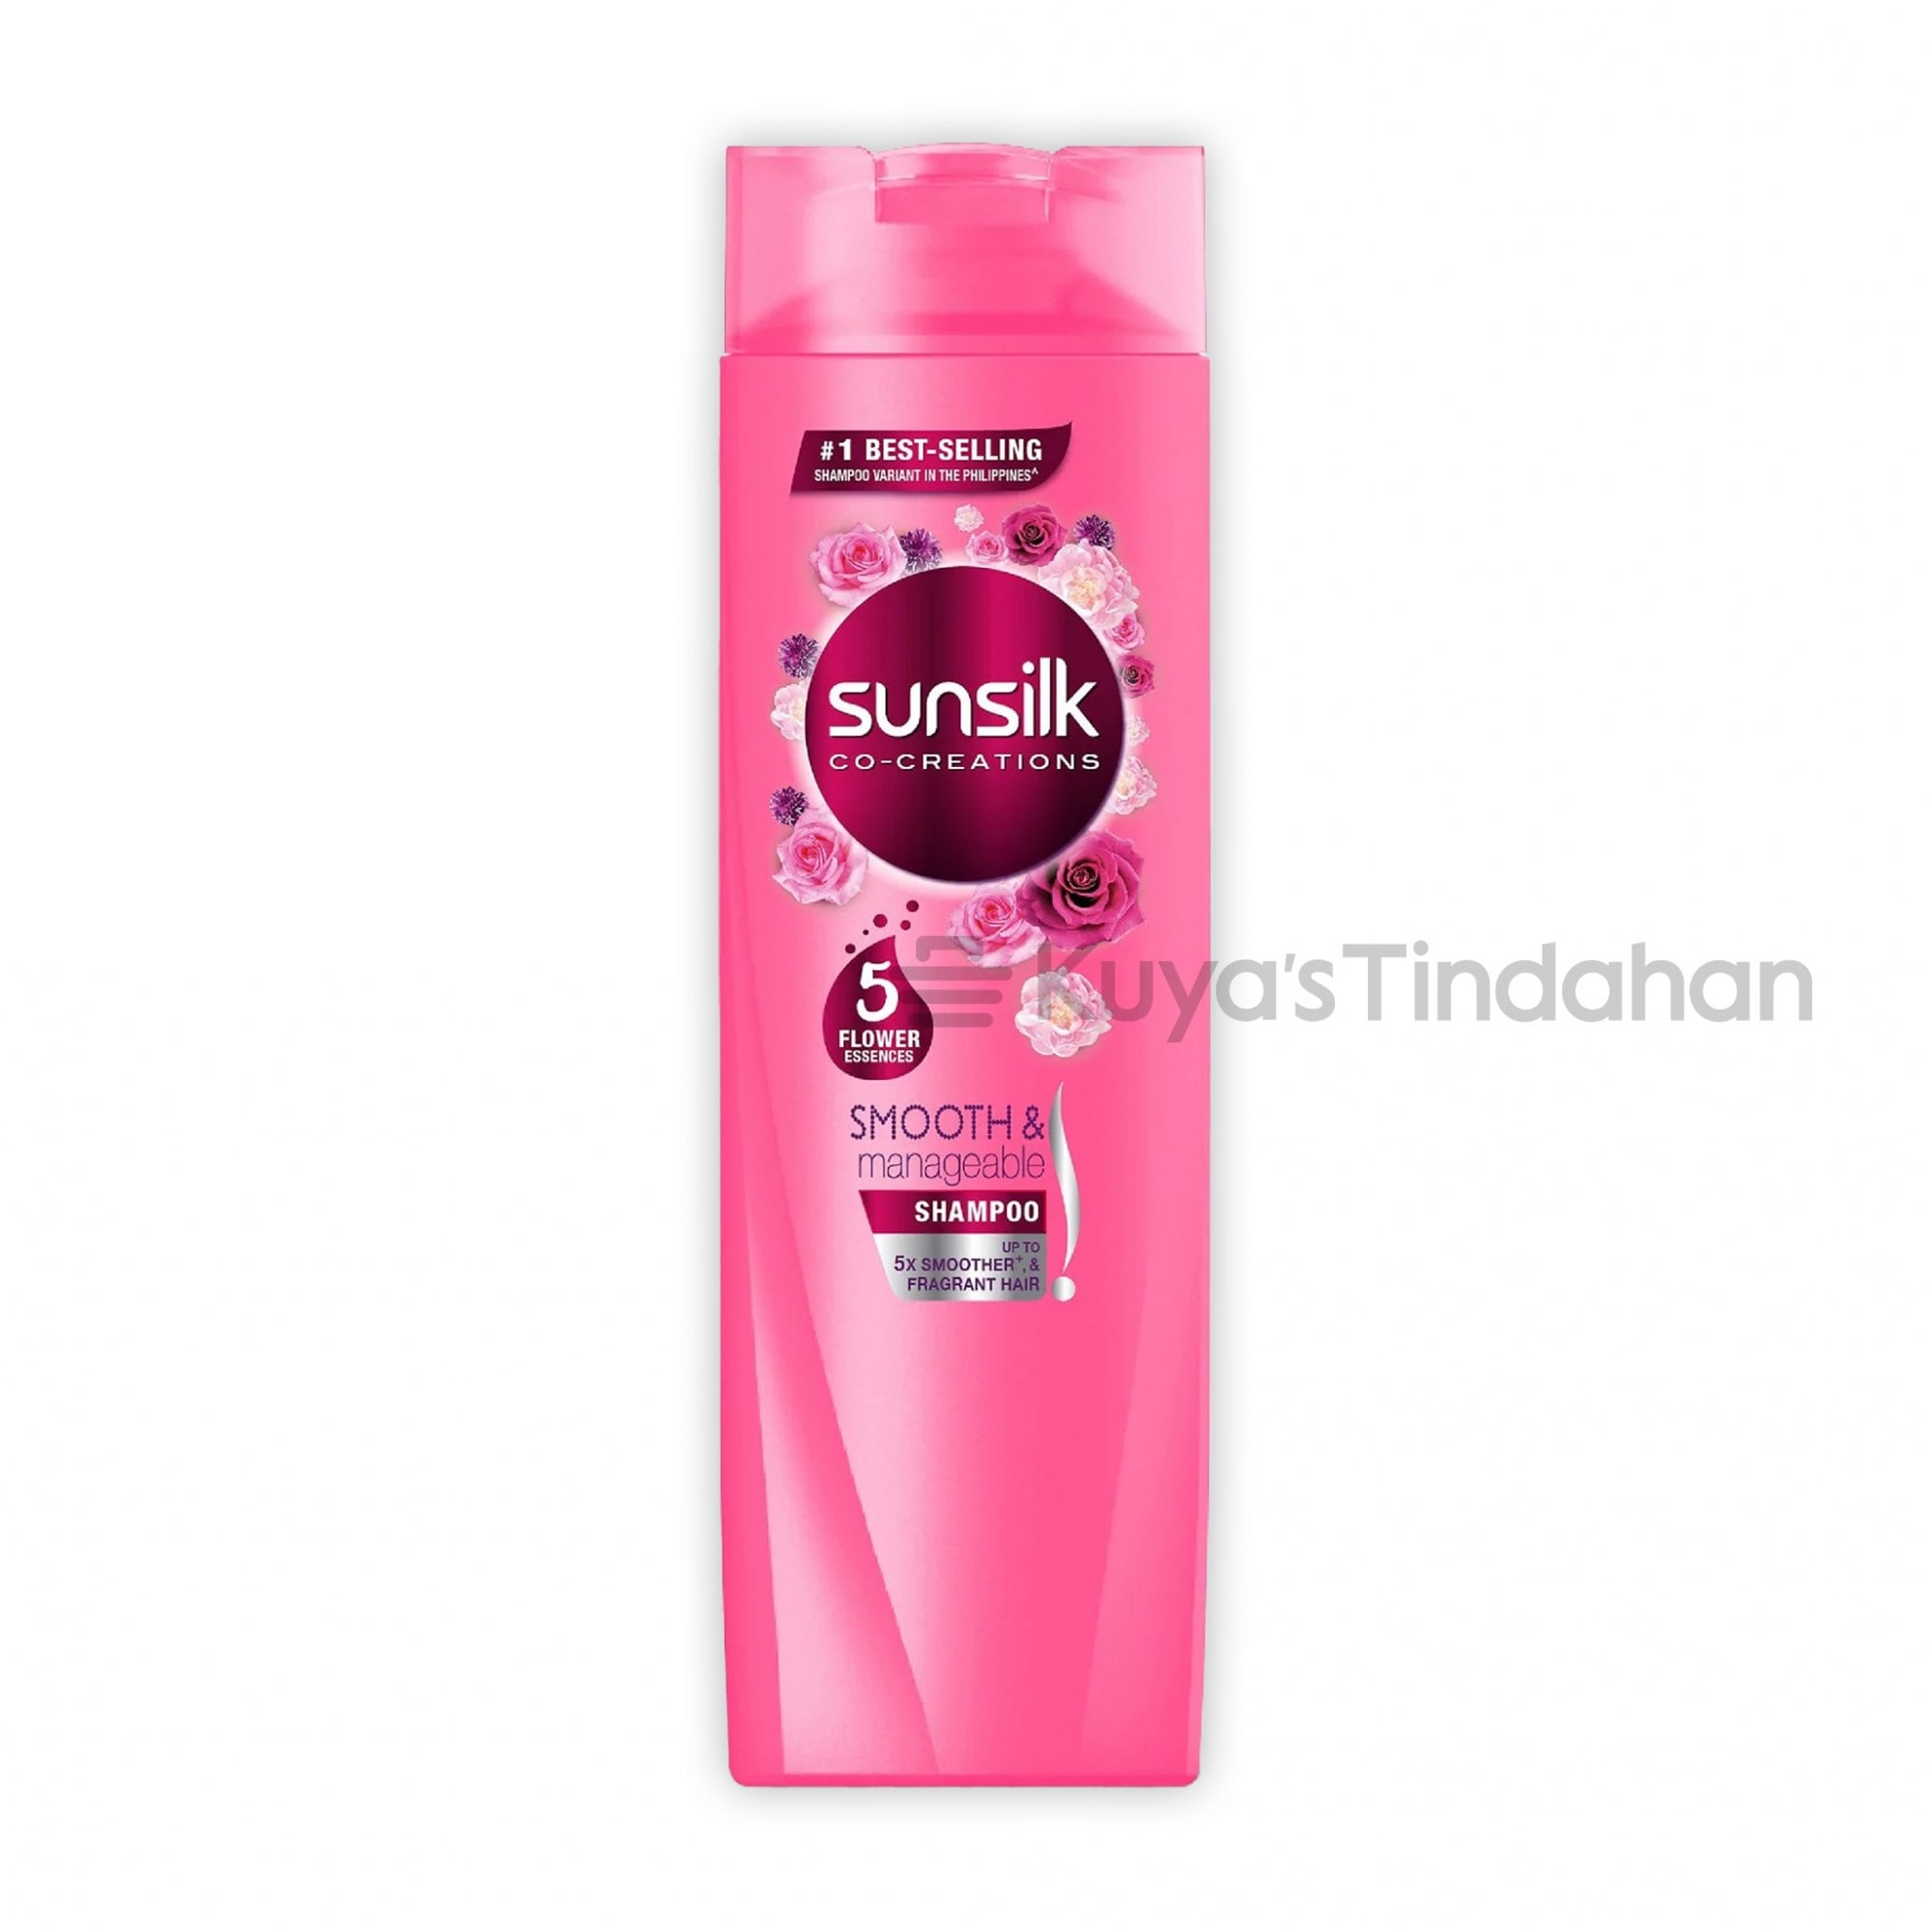 #1 BEST-SELLING
SHAMPOO VARIANT IN THE PHILIPPINES^
sunsilk
CO-CREATIONS
5
FLOWER
ESSENCES
Kuya'sTindahan
SMOOTH &
manageable
SHAMPOO
UP TO
5X SMOOTHER+, &
FRAGRANT HAIR